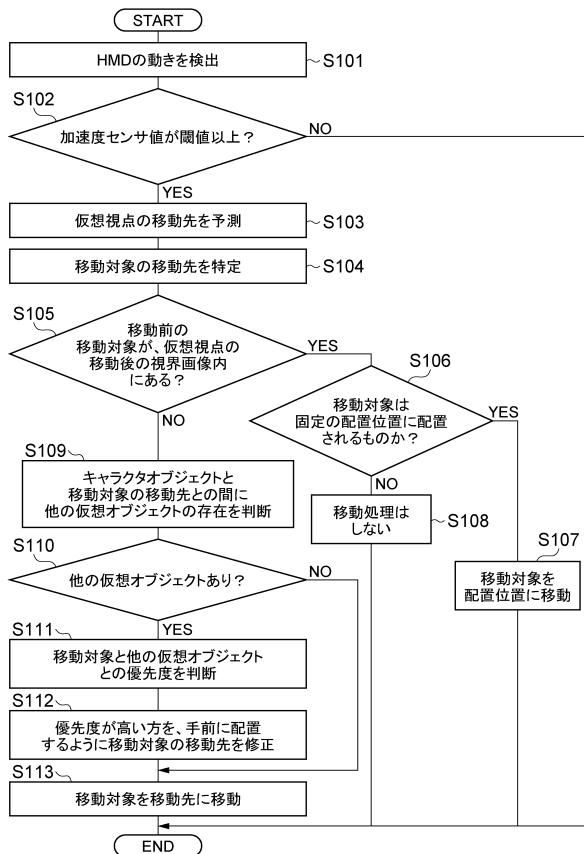 START
HMDの動きを検出
S101
S102
加速度センサ値が閾値以上？
NO
YES
仮想視点の移動先を予測
S103
移動対象の移動先を特定
S104
S105
移動前の
移動対象が、仮想視点の
移動後の視界画像内
にある？
YES
NO
S106
移動対象は
固定の配置位置に配置
されるものか？
YES
NO
S109
キャラクタオブジェクトと
移動対象の移動先との間に
他の仮想オブジェクトの存在を判断
移動処理は
しない
S108
S107
移動対象を
配置位置に移動
S110
他の仮想オブジェクトあり？
NO
YES
S111
移動対象と他の仮想オブジェクト
との優先度を判断
S112
優先度が高い方を、手前に配置
するように移動対象の移動先を修正
S113
移動対象を移動先に移動
END